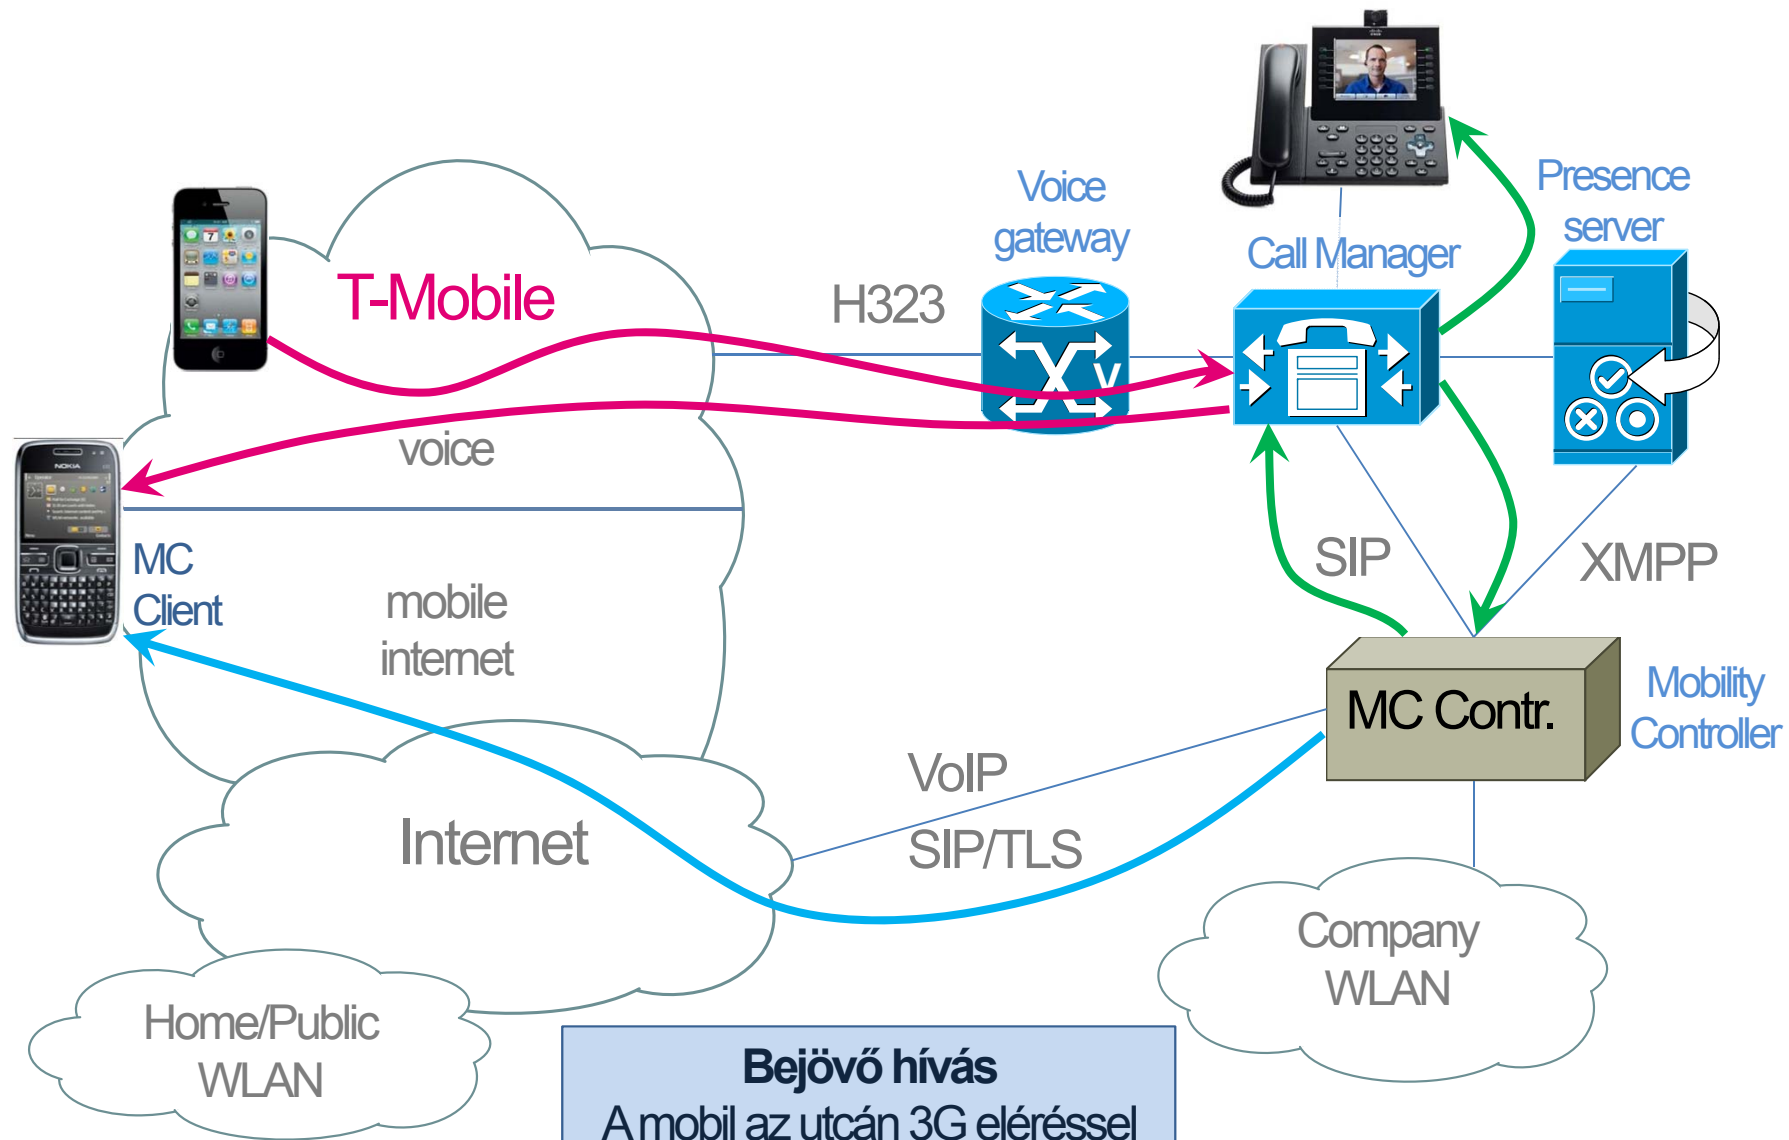 Voice
gateway
Presence
server
Call Manager
T-Mobile
H323
V
voice
NOKIA
MC
Client
mobile
internet
SIP
XMPP
MC Contr.
Mobility
Controller
VoIP
SIP/TLS
Internet
Company
WLAN
Home/Public
WLAN
Bejövő hívás
A mobil az utcán 3G eléréssel